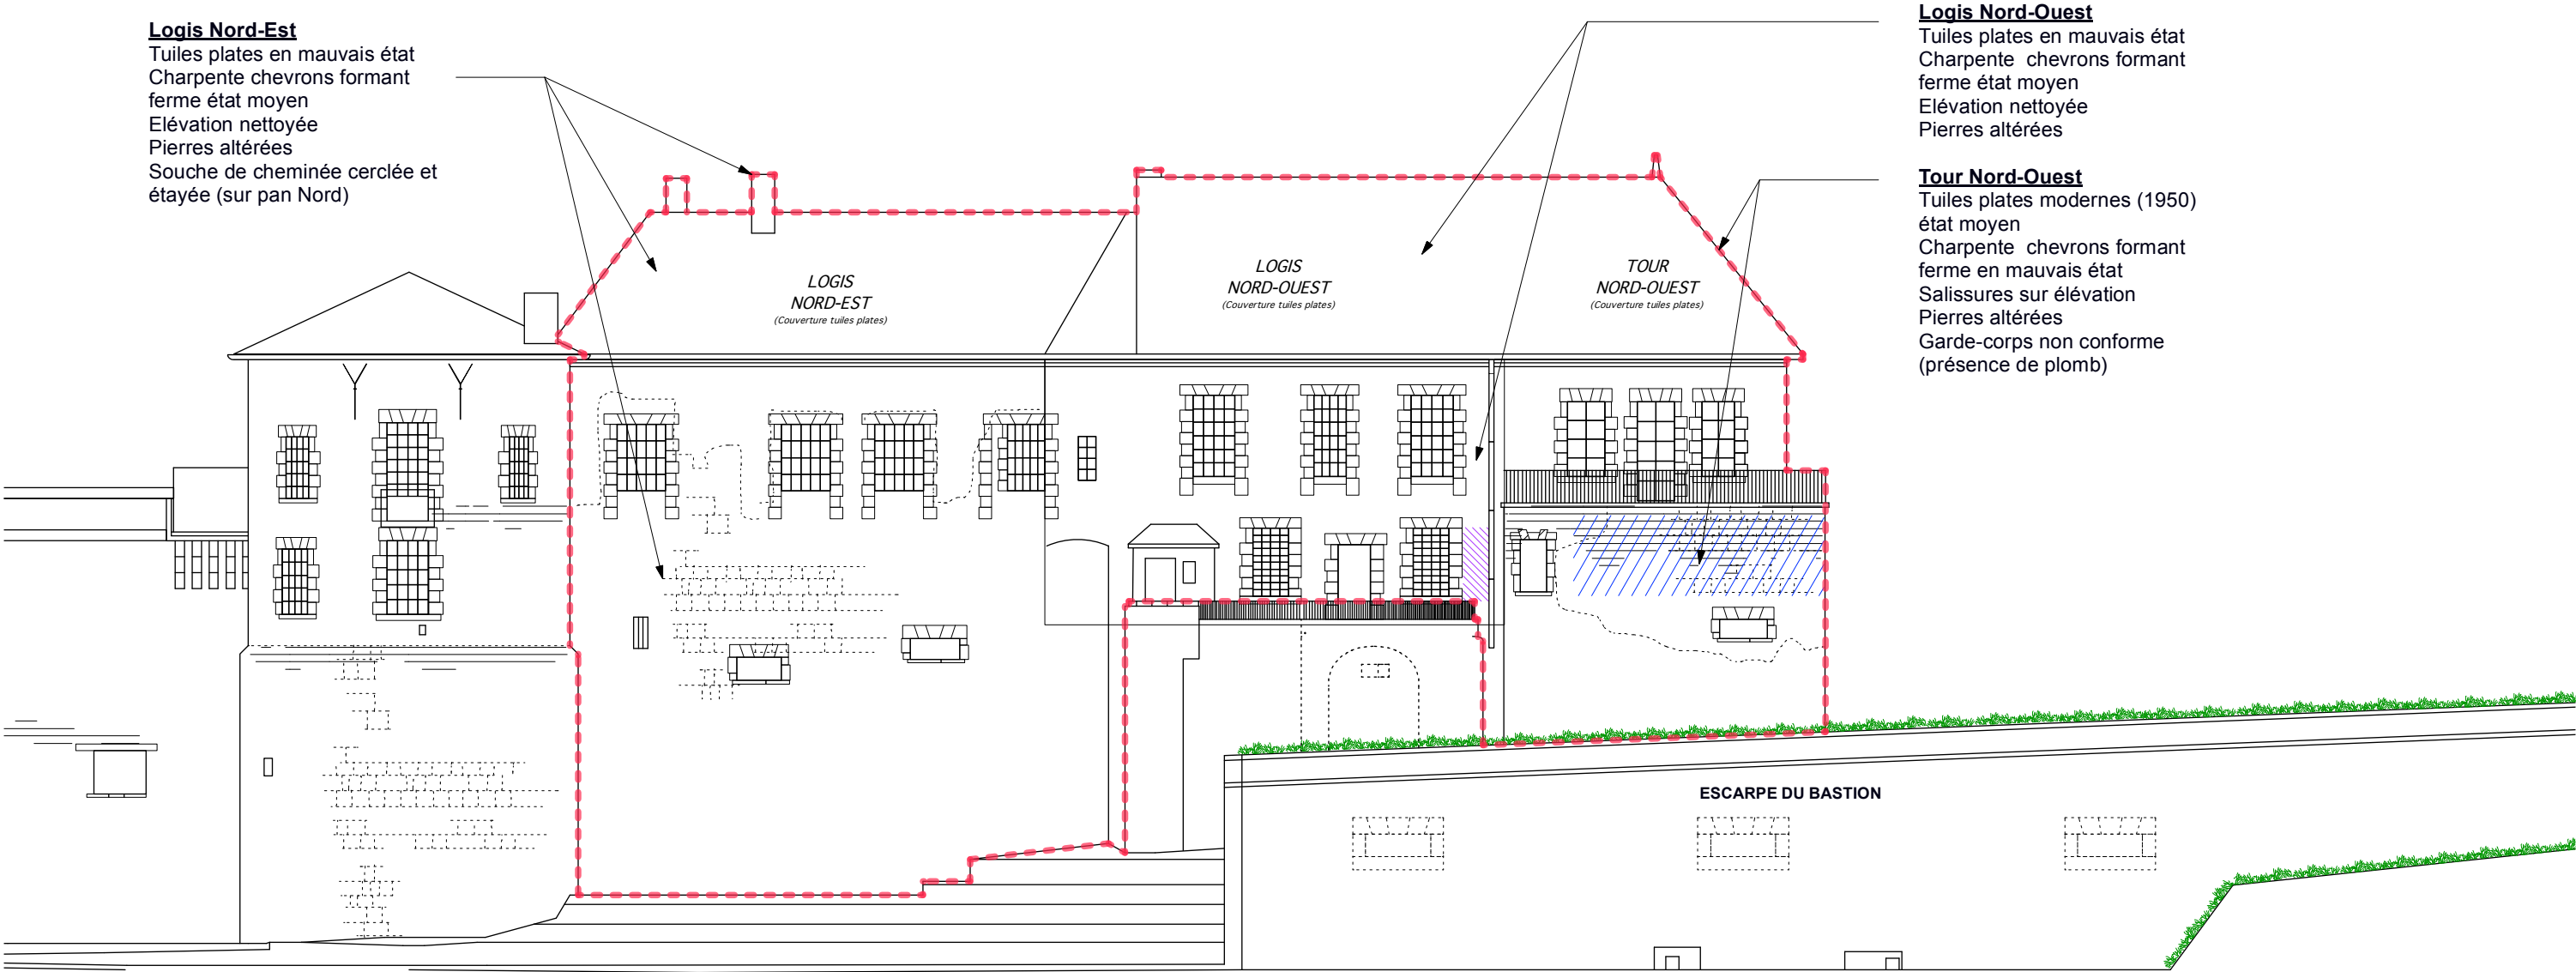 Logis Nord-Est
Tuiles plates en mauvais état
Charpente chevrons formant
ferme état moyen
Elévation nettoyée
Pierres altérées
Souche de cheminée cerclée et
étayée (sur pan Nord)
Logis Nord-Ouest
Tuiles plates en mauvais état
Charpente  chevrons formant
ferme état moyen
Elévation nettoyée
Pierres altérées
Tour Nord-Ouest
Tuiles plates modernes (1950)
état moyen
Charpente  chevrons formant
ferme en mauvais état
Salissures sur élévation
Pierres altérées
Garde-corps non conforme
(présence de plomb)
LOGIS
NORD-EST
(Couverture tuiles plates)
LOGIS
NORD-OUEST
(Couverture tuiles plates)
TOUR
NORD-OUEST
(Couverture tuiles plates)
ESCARPE DU BASTION